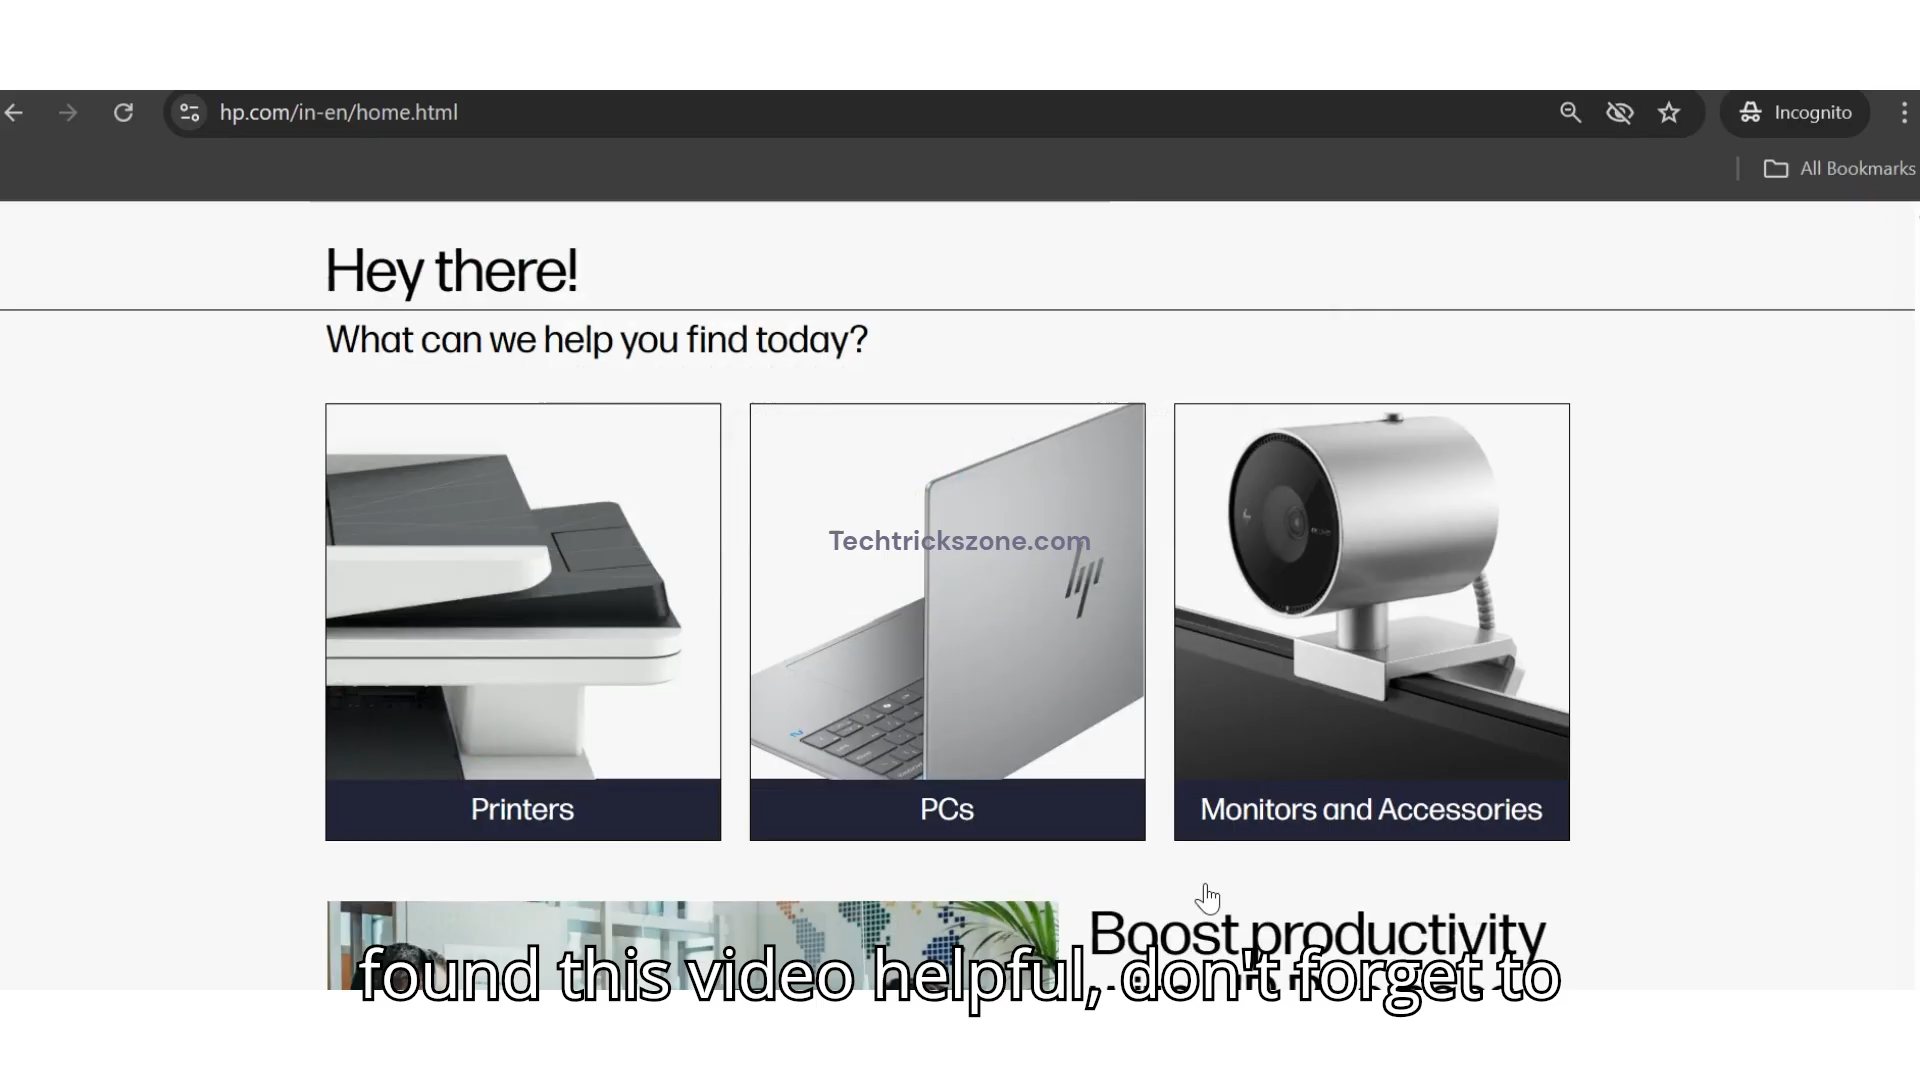 hp.com/in-en/home.html
Incognito
All Bookmarks
Hey there!
What can we help you find today?
Techtrickszone.com
hp
Printers
PCs
Monitors and Accessories
Boost productivity
found this video helpful, don't forget to